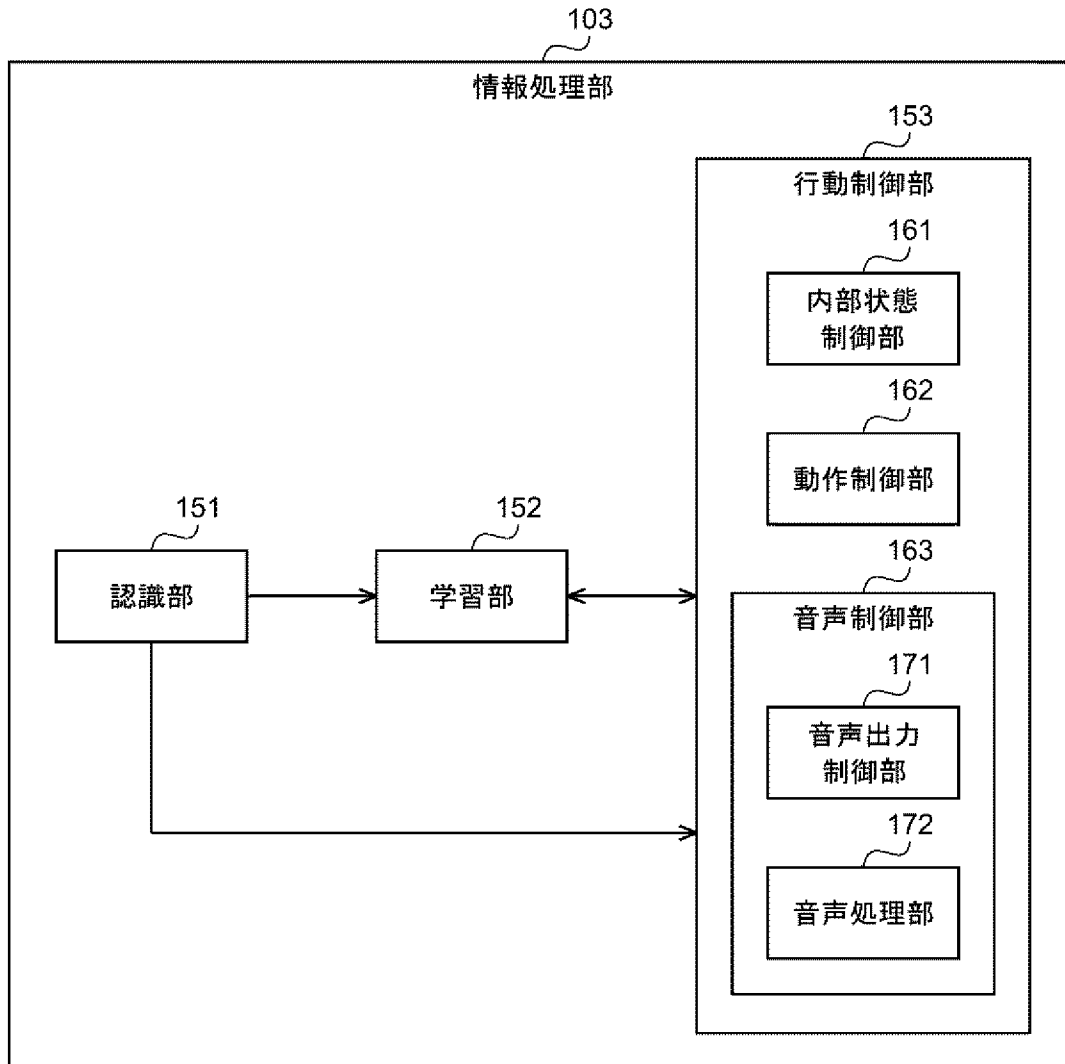 103
情報処理部
153
行動制御部
161
内部状態
制御部
162
動作制御部
151
認識部
152
学習部
163
音声制御部
171
音声出力
制御部
172
音声処理部